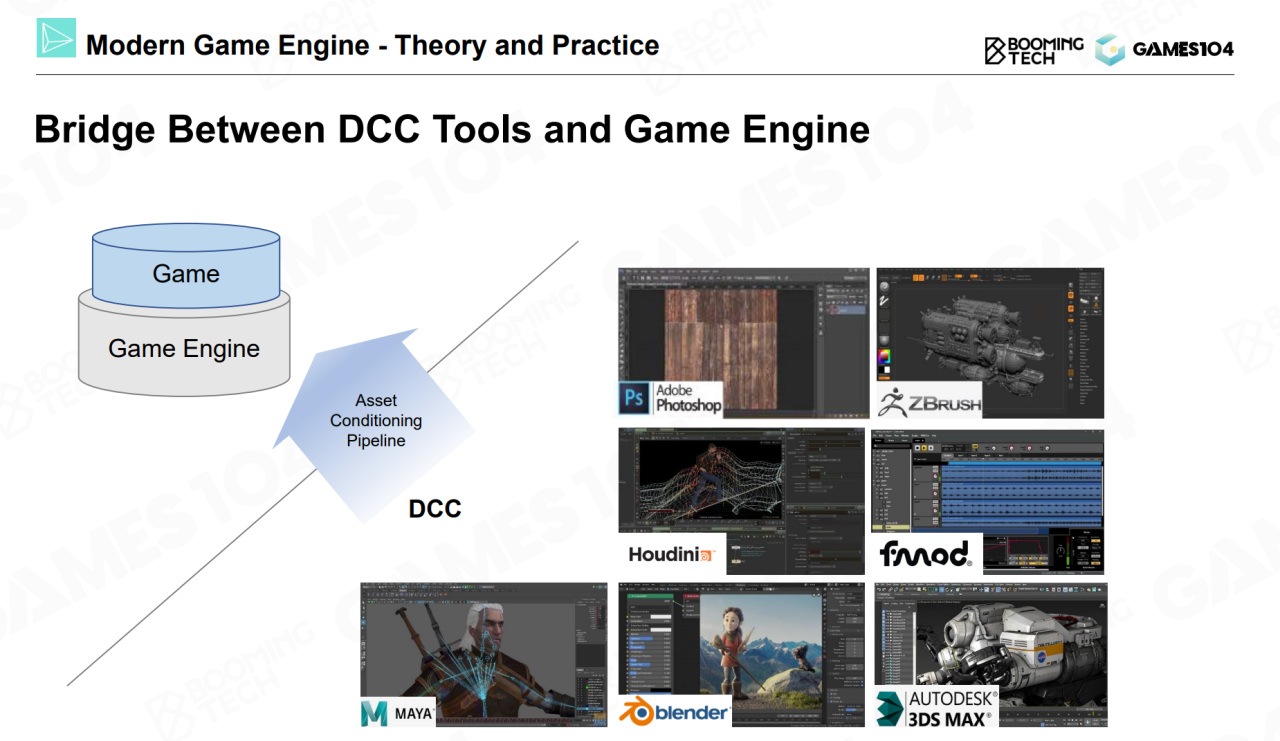 Modern Game Engine - Theory and Practice
BOOMING
TECH
GAMES104
Bridge Between DCC Tools and Game Engine
Game
Game Engine
Asset
Conditioning
Pipeline
DCC
Ps
Adobe
Photoshop
ZBRUSH
Houdini
fmod®
MAYA®
blender
AUTODESK®
3DS MAX®